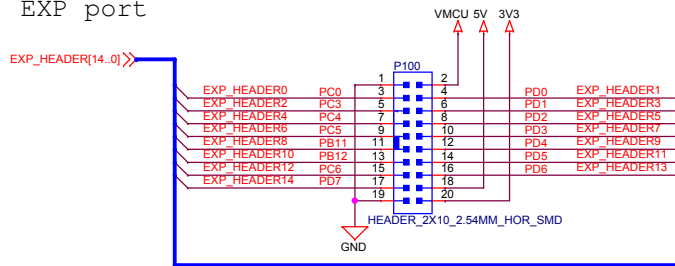 EXP port
VMCU 5V 3V3
EXP_HEADER[14..0]
P100
1 2
EXP_HEADER0 PC0 3 4 PD0 EXP_HEADER1
EXP_HEADER2 PC3 5 6 PD1 EXP_HEADER3
EXP_HEADER4 PC4 7 8 PD2 EXP_HEADER5
EXP_HEADER6 PC5 9 10 PD3 EXP_HEADER7
EXP_HEADER8 PB11 11 12 PD4 EXP_HEADER9
EXP_HEADER10 PB12 13 14 PD5 EXP_HEADER11
EXP_HEADER12 PC6 15 16 PD6 EXP_HEADER13
EXP_HEADER14 PD7 17 18
19 20
HEADER_2X10_2.54MM_HOR_SMD
GND